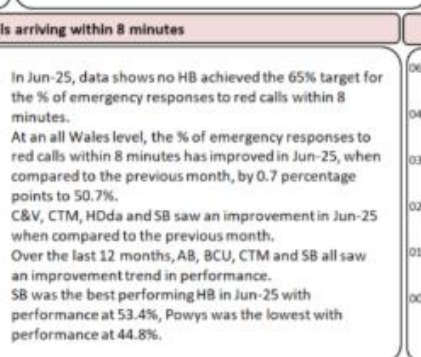 ls arriving within 8 minutes
In Jun-25, data shows no HB achieved the 65% target for
the % of emergency responses to red calls within 8
minutes.
At an all Wales level, the % of emergency responses to
red calls within 8 minutes has improved in Jun-25, when
compared to the previous month, by 0.7 percentage
points to 50.7%.
C&V, CTM, HDda and SB saw an improvement in Jun-25
when compared to the previous month.
Over the last 12 months, AB, BCU, CTM and SB all saw
an improvement trend in performance.
SB was the best performing HB in Jun-25 with
performance at 53.4%, Powys was the lowest with
performance at 44.8%.
06
04
03
02
01
00